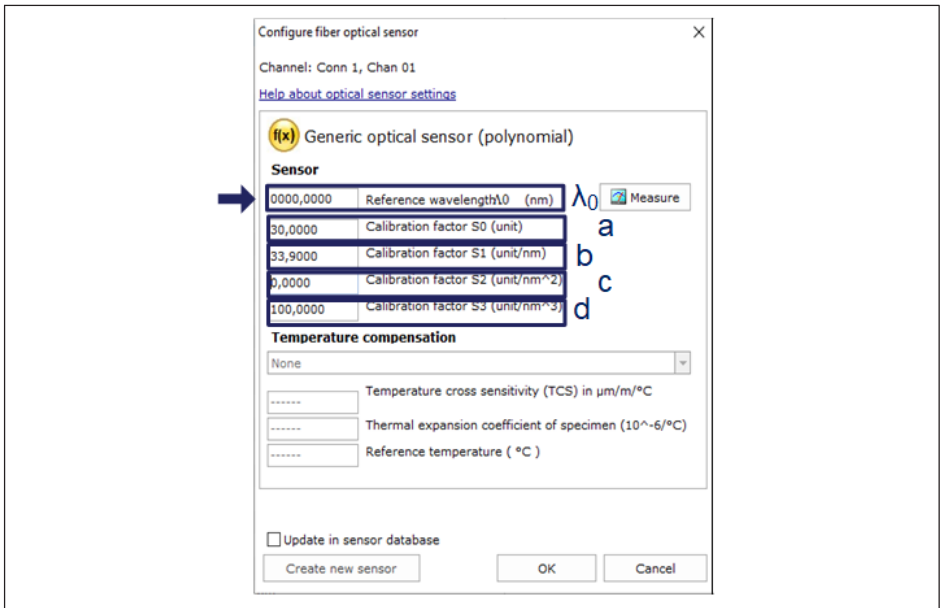 Configure fiber optical sensor
Channel: Conn 1, Chan 01
Help about optical sensor settings
f(x) Generic optical sensor (polynomial)
Sensor
0000,0000 Reference wavelengthλ0 (nm) λ0 Measure
30,0000 Calibration factor S0 (unit) a
33,9000 Calibration factor S1 (unit/nm) b
0,0000 Calibration factor S2 (unit/nm^2) c
100,0000 Calibration factor S3 (unit/nm^3) d
Temperature compensation
None
------ Temperature cross sensitivity (TCS) in µm/m/°C
------ Thermal expansion coefficient of specimen (10^-6/°C)
------ Reference temperature ( °C )
Update in sensor database
Create new sensor OK Cancel